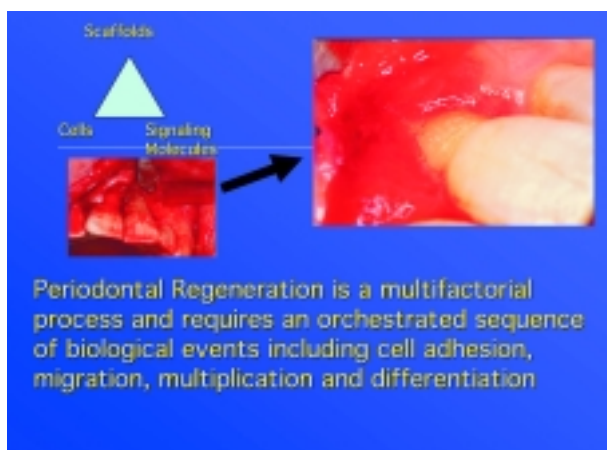 Scaffolds
Cells
Signaling
Molecules
Periodontal Regeneration is a multifactorial
process and requires an orchestrated sequence
of biological events including cell adhesion,
migration, multiplication and differentiation